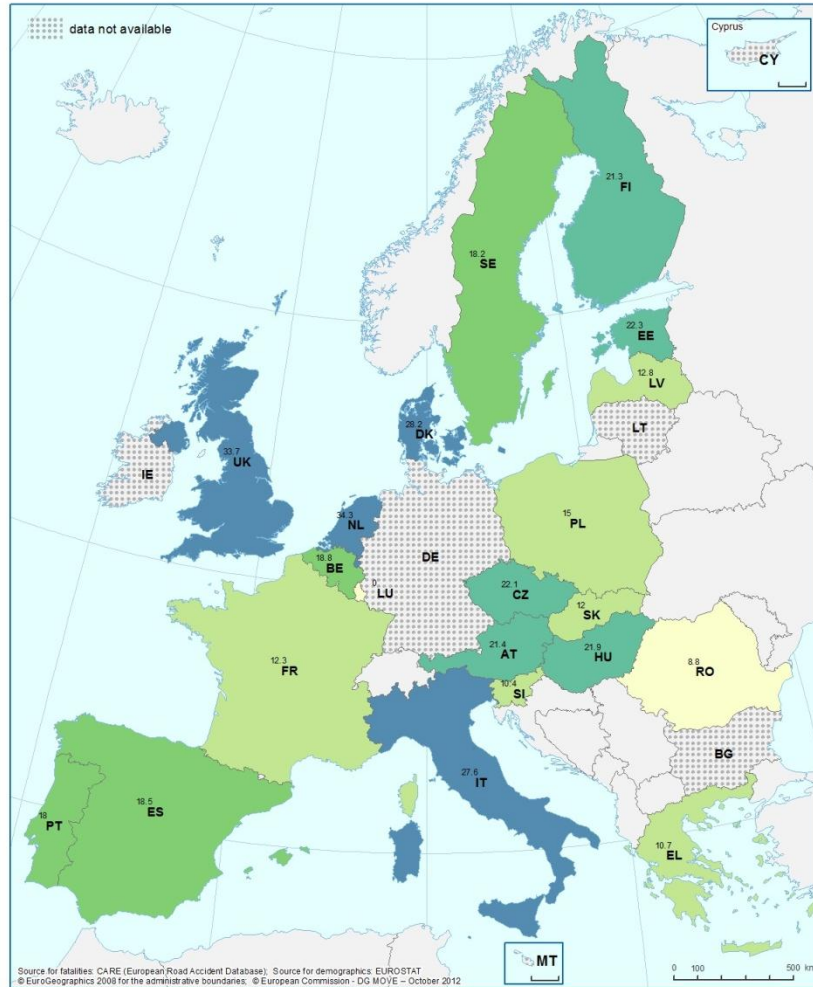 data not available
Cyprus
CY
21.3
FI
18.2
SE
22.3
EE
12.8
LV
LT
28.2
DK
33.7
UK
IE
34.3
NL
15
PL
DE
18.8
BE
0
LU
22.1
CZ
12
SK
21.4
AT
21.9
HU
12.3
FR
10.4
SI
8.8
RO
BG
27.6
IT
18
PT
18.5
ES
10.7
EL
MT
Source for fatalities: CARE (European Road Accident Database); Source for demographics: EUROSTAT
© EuroGeographics 2008 for the administrative boundaries; © European Commission - DG MOVE – October 2012
0 100 500 km